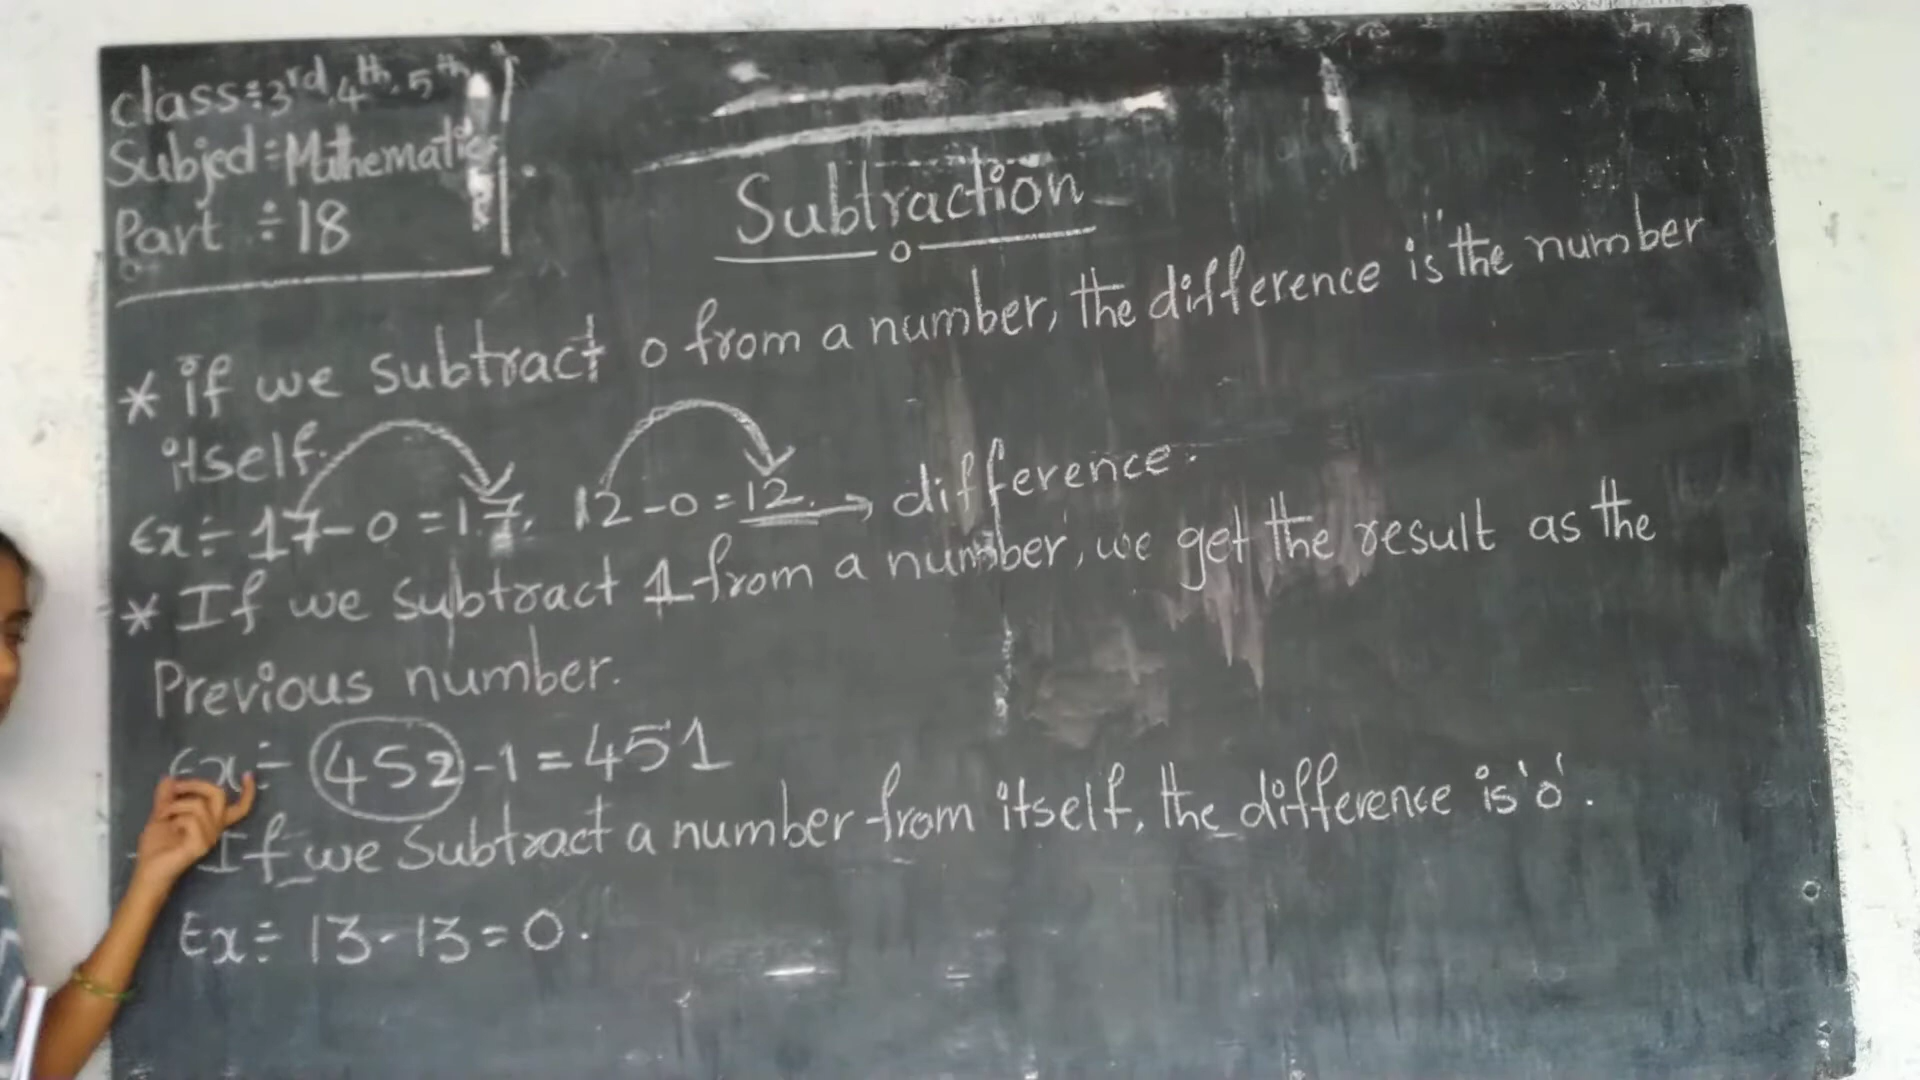 class÷3rd,4th,5th
Subjed÷Mathematics
Part ÷18
Subtraction
* if we subtract 0 from a number, the difference is "the number
itself.
Ex÷ 17-0 =17, 12-0=12. → difference.
* If we subtract 1 from a number, we get the result as the
Previous number.
Ex÷ 452-1=451
If we Subtract a number from itself, the difference is '0'.
Ex÷ 13-13=0.